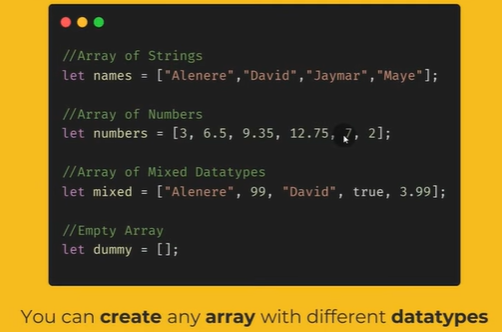 //Array of Strings
let names = ["Alenere","David","Jaymar","Maye"];
//Array of Numbers
let numbers = [3, 6.5, 9.35, 12.75, 7, 2];
//Array of Mixed Datatypes
let mixed = ["Alenere", 99, "David", true, 3.99];
//Empty Array
let dummy = [];
You can create any array with different datatypes